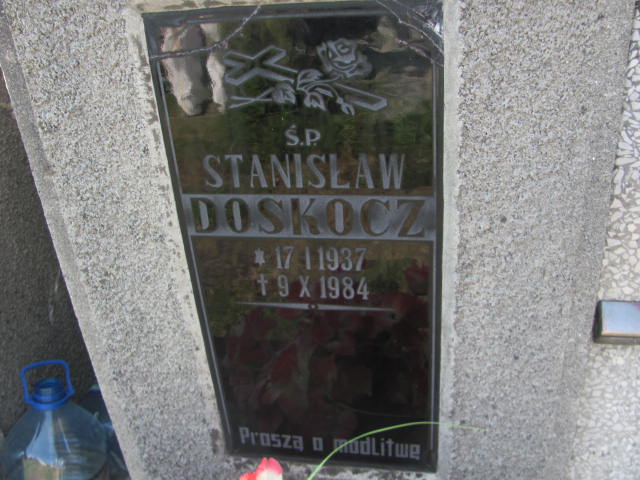 Ś.P.
STANISŁAW
DOSKOCZ
* 17 I 1937
† 9 X 1984
Proszą o modlitwę